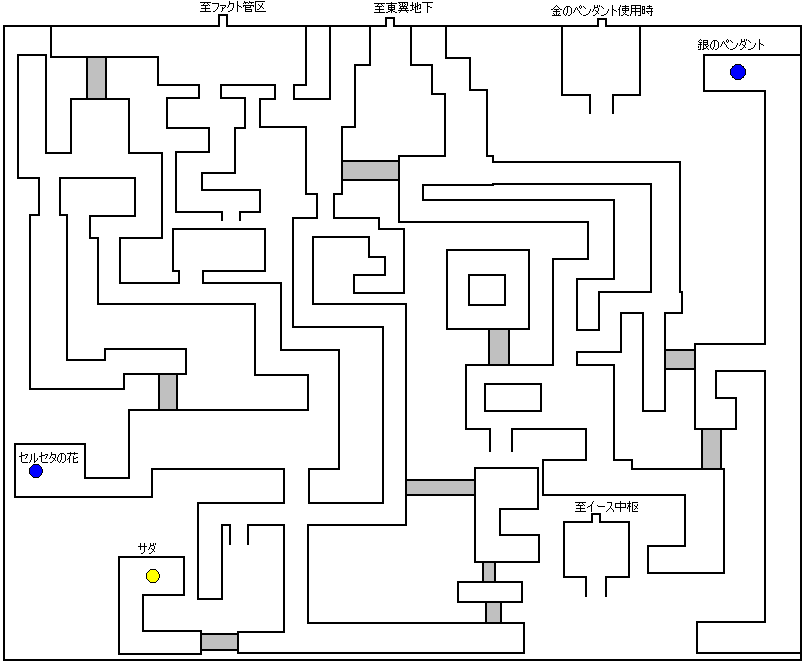 至ファクト管区
至東翼地下
金のペンダント使用時
銀のペンダント
セルセタの花
至イース中枢
サダ